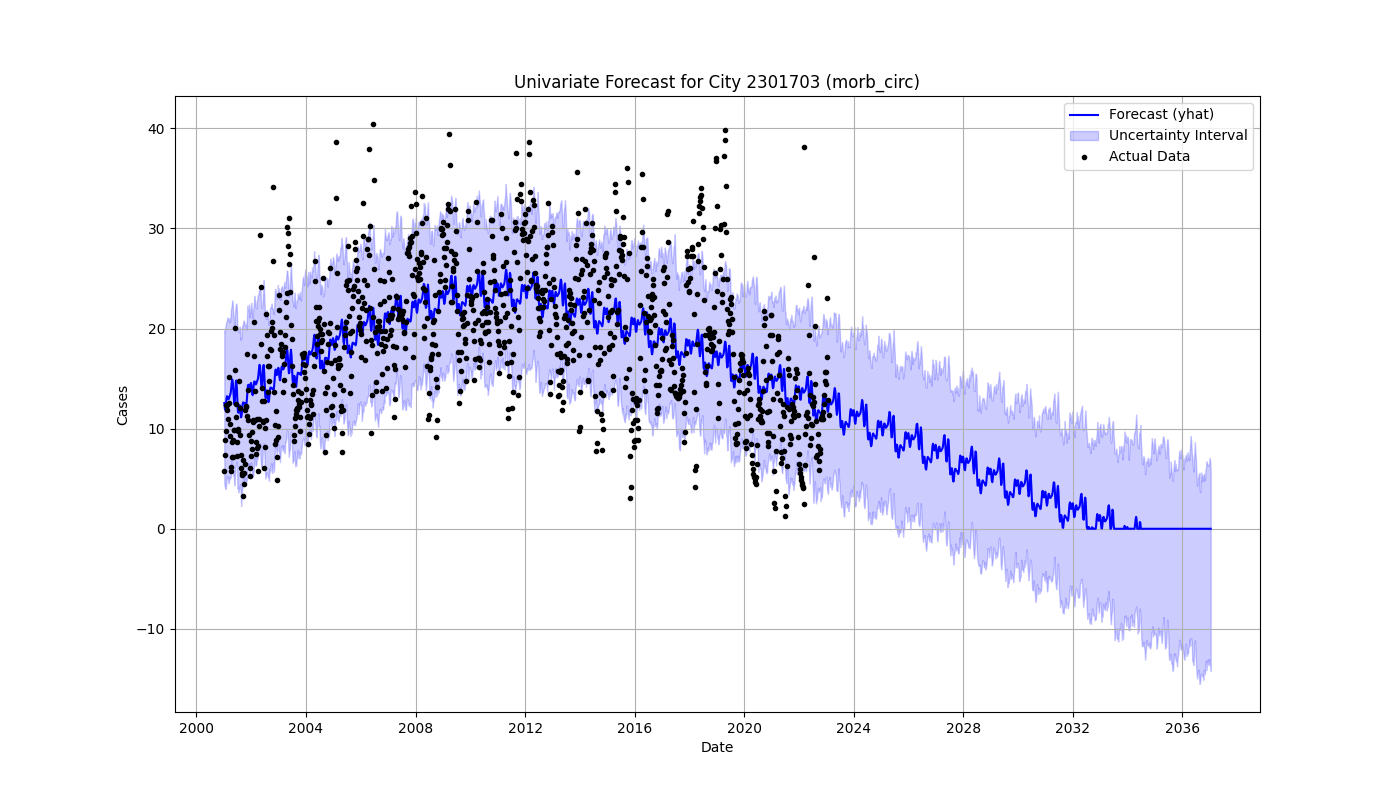 Univariate Forecast for City 2301703 (morb_circ)
Forecast (yhat)
Uncertainty Interval
Actual Data
Cases
40
30
20
10
0
−10
2000 2004 2008 2012 2016 2020 2024 2028 2032 2036
Date